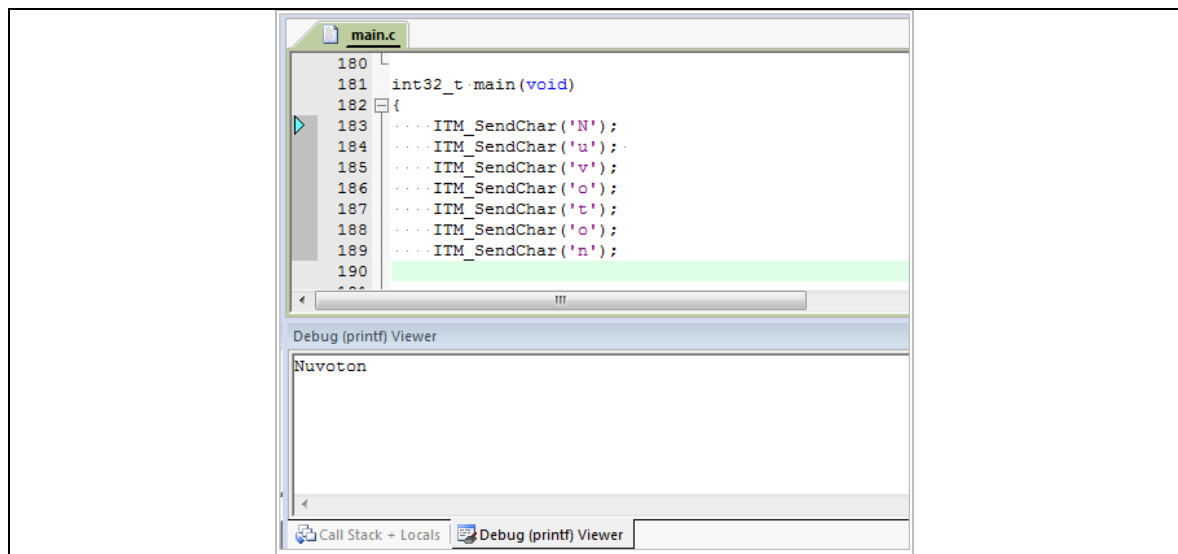 main.c
180
181 int32_t main(void)
182 {
183 ITM_SendChar('N');
184 ITM_SendChar('u');
185 ITM_SendChar('v');
186 ITM_SendChar('o');
187 ITM_SendChar('t');
188 ITM_SendChar('o');
189 ITM_SendChar('n');
190
Debug (printf) Viewer
Nuvoton
Call Stack + Locals Debug (printf) Viewer